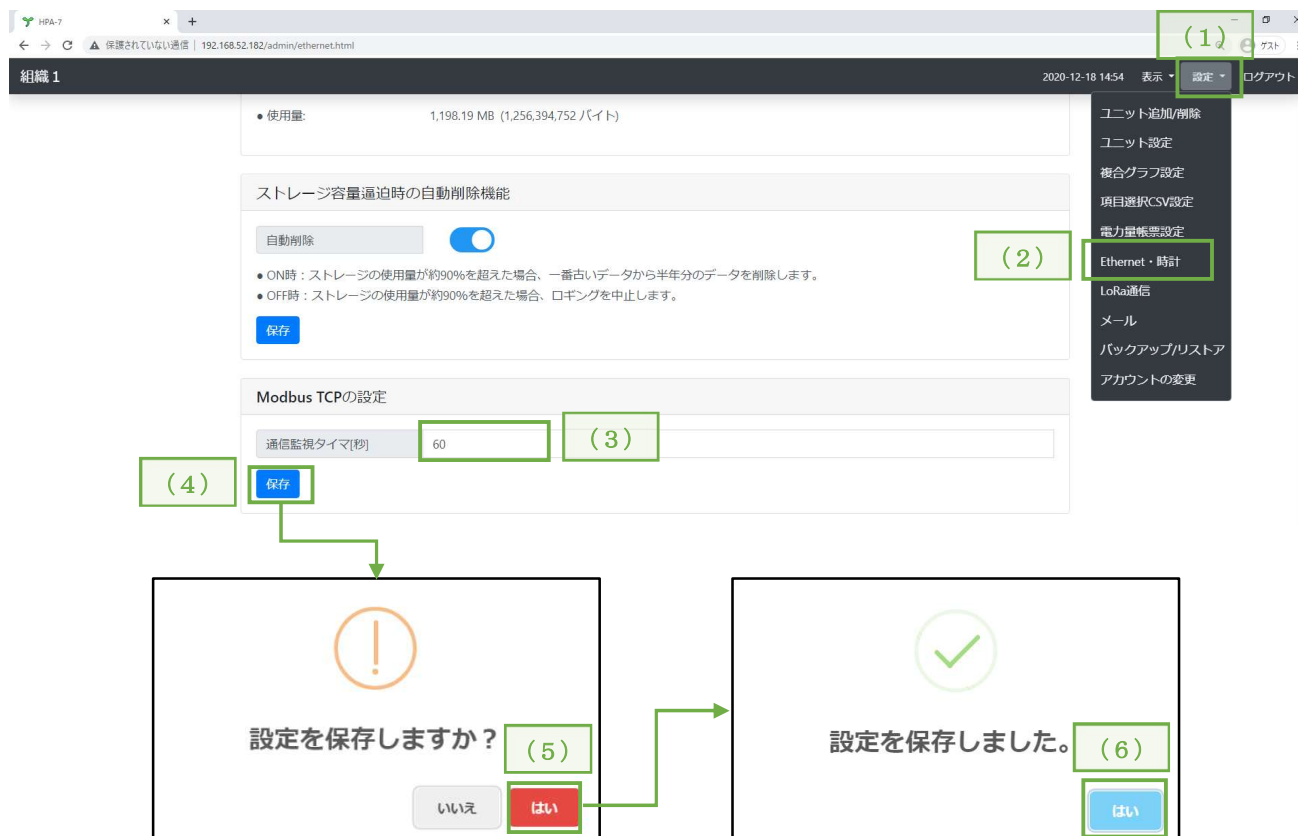 HPA-7
保護されていない通信 | 192.168.52.182/admin/ethernet.html
ゲスト
(1)
組織 1
2020-12-18 14:54 表示 設定 ログアウト
● 使用量: 1,198.19 MB (1,256,394,752 バイト)
ストレージ容量逼迫時の自動削除機能
自動削除
● ON時：ストレージの使用量が約90%を超えた場合、一番古いデータから半年分のデータを削除します。
● OFF時：ストレージの使用量が約90%を超えた場合、ロギングを中止します。
保存
ユニット追加/削除
ユニット設定
複合グラフ設定
項目選択CSV設定
電力量帳票設定
(2)
Ethernet・時計
LoRa通信
メール
バックアップ/リストア
アカウントの変更
Modbus TCPの設定
通信監視タイマ[秒] 60
(3)
(4)
保存
設定を保存しますか？
(5)
いいえ はい
設定を保存しました。
(6)
はい